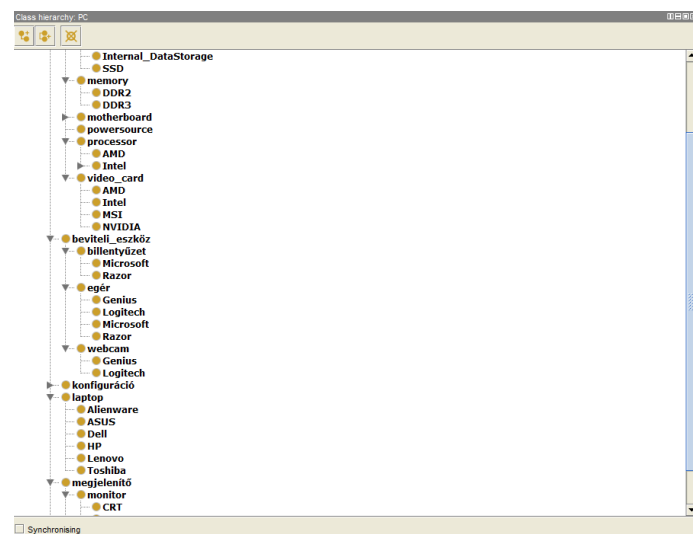 Class hierarchy: PC
Internal_DataStorage
SSD
memory
DDR2
DDR3
motherboard
powersource
processor
AMD
Intel
video_card
AMD
Intel
MSI
NVIDIA
beviteli_eszköz
billentyűzet
Microsoft
Razor
egér
Genius
Logitech
Microsoft
Razor
webcam
Genius
Logitech
konfiguráció
laptop
Alienware
ASUS
Dell
HP
Lenovo
Toshiba
megjelenítő
monitor
CRT
Synchronising